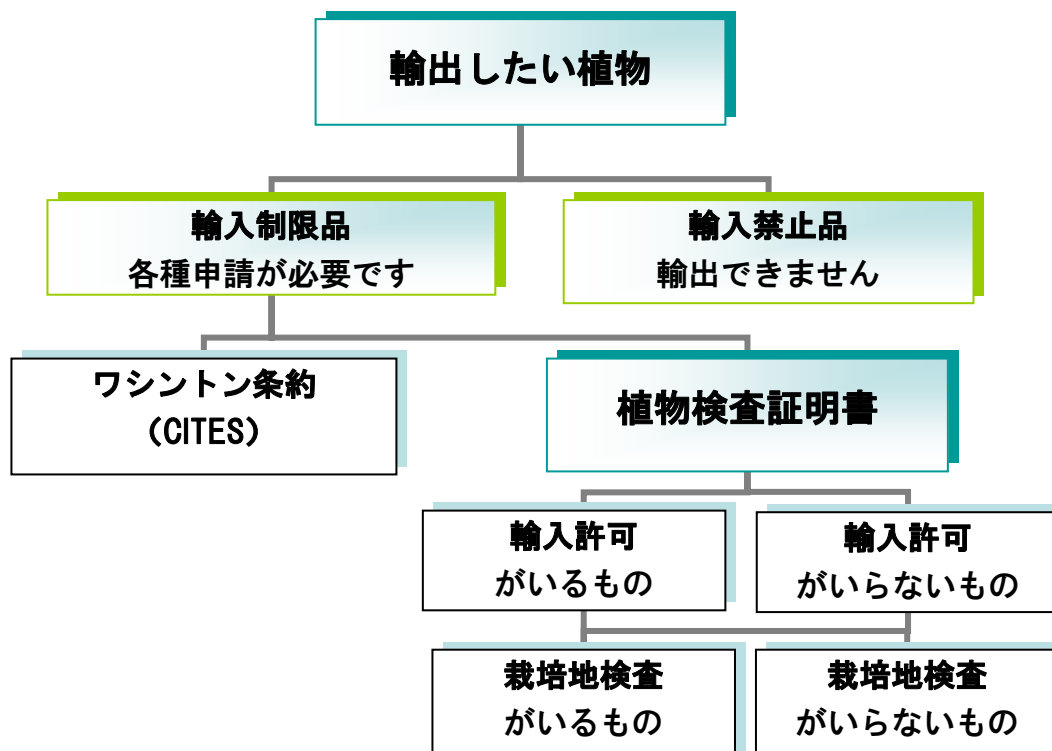 輸出したい植物
輸入制限品
各種申請が必要です
輸入禁止品
輸出できません
ワシントン条約
（CITES）
植物検査証明書
輸入許可
がいるもの
輸入許可
がいらないもの
栽培地検査
がいるもの
栽培地検査
がいらないもの